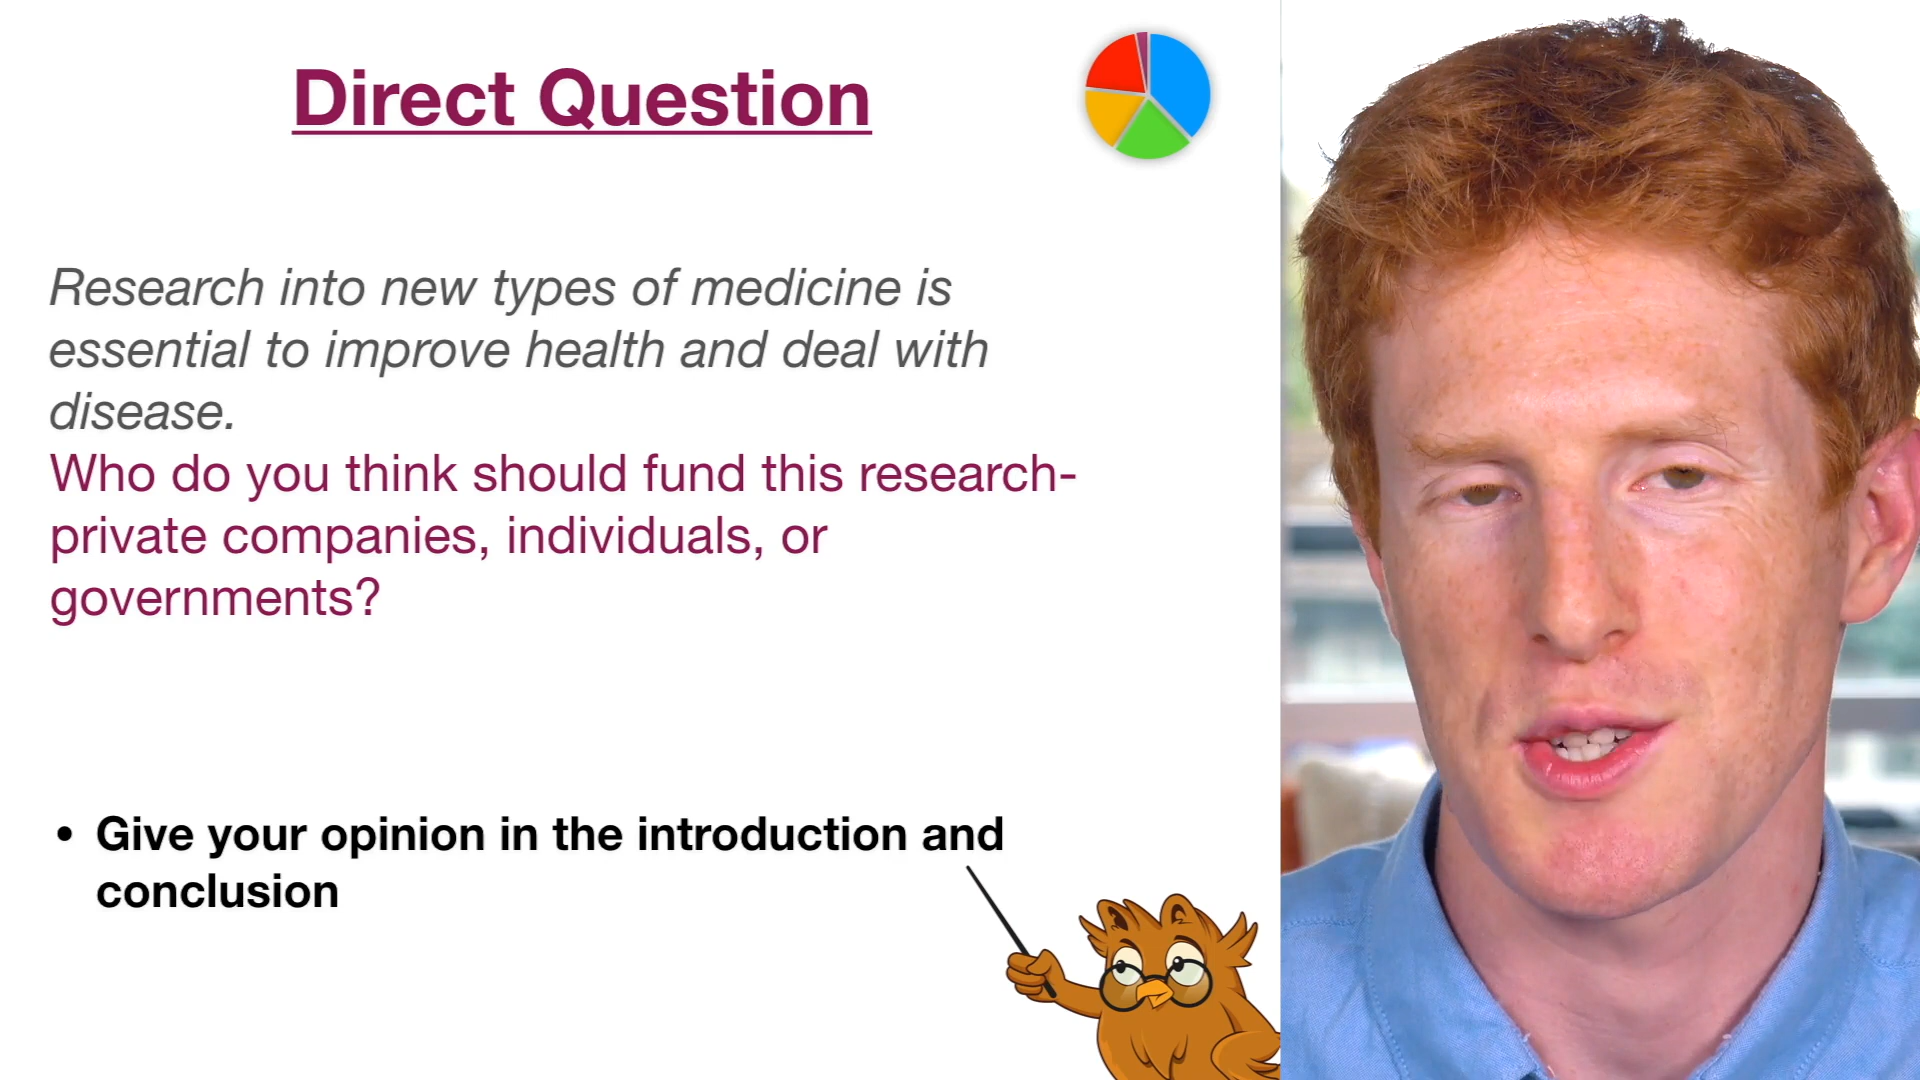 Direct Question
Research into new types of medicine is
essential to improve health and deal with
disease.
Who do you think should fund this research-
private companies, individuals, or
governments?
• Give your opinion in the introduction and
conclusion